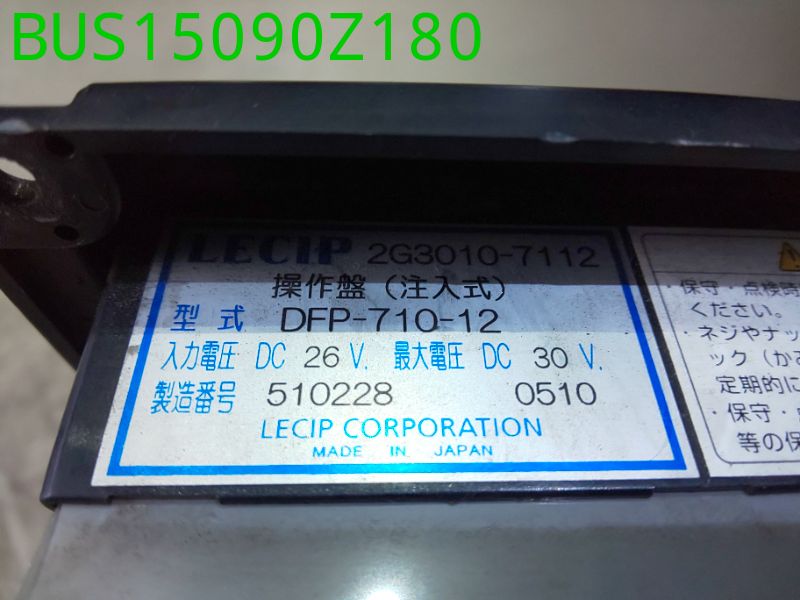 BUS15090Z180
LECIP 2G3010-7112
操作盤 (注入式)
型式 DFP-710-12
入力電圧 DC 26 V. 最大電圧 DC 30 V.
製造番号 510228 0510
LECIP CORPORATION
MADE IN JAPAN
・保守・点検時
ください。
・ネジやナッ
ック (かる
定期的に
・保守・
等の保